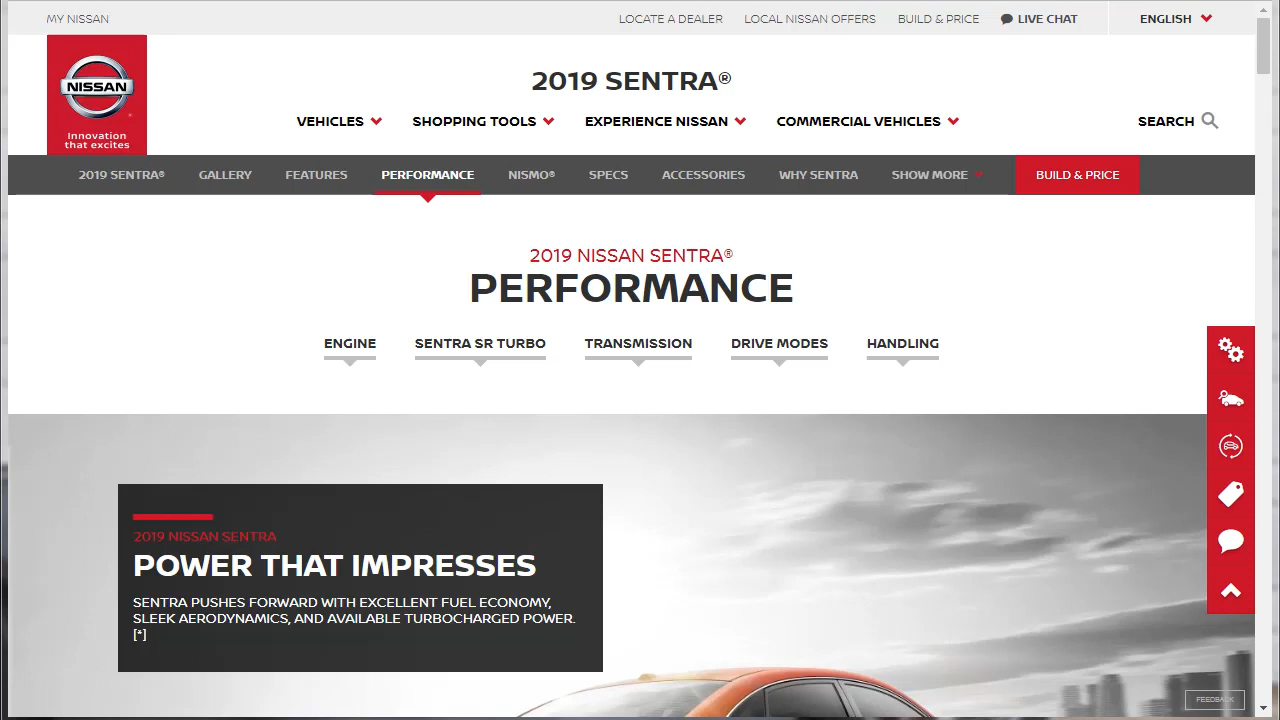 MY NISSAN
LOCATE A DEALER
LOCAL NISSAN OFFERS
BUILD & PRICE
LIVE CHAT
ENGLISH
NISSAN
Innovation
that excites
2019 SENTRA®
VEHICLES
SHOPPING TOOLS
EXPERIENCE NISSAN
COMMERCIAL VEHICLES
SEARCH
2019 SENTRA®
GALLERY
FEATURES
PERFORMANCE
NISMO®
SPECS
ACCESSORIES
WHY SENTRA
SHOW MORE
BUILD & PRICE
2019 NISSAN SENTRA®
PERFORMANCE
ENGINE
SENTRA SR TURBO
TRANSMISSION
DRIVE MODES
HANDLING
2019 NISSAN SENTRA
POWER THAT IMPRESSES
SENTRA PUSHES FORWARD WITH EXCELLENT FUEL ECONOMY,
SLEEK AERODYNAMICS, AND AVAILABLE TURBOCHARGED POWER.
[*]
FEEDBACK